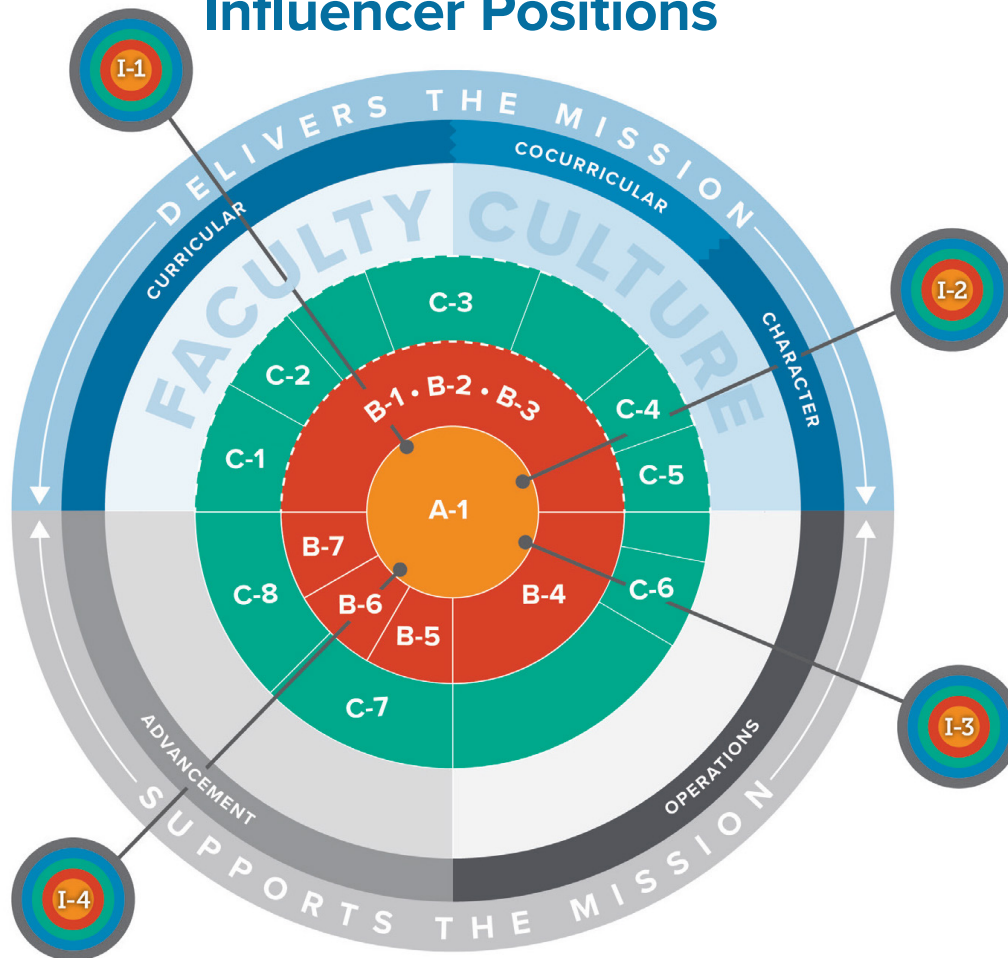 Influencer Positions
I-1
DELIVERS THE MISSION
COCURRICULAR
CURRICULAR
FACULTY CULTURE
CHARACTER
I-2
C-3
C-2
B-1 • B-2 • B-3
C-4
C-1
C-5
A-1
B-7
C-8
B-6
B-4
C-6
B-5
C-7
I-3
ADVANCEMENT
OPERATIONS
SUPPORTS THE MISSION
I-4